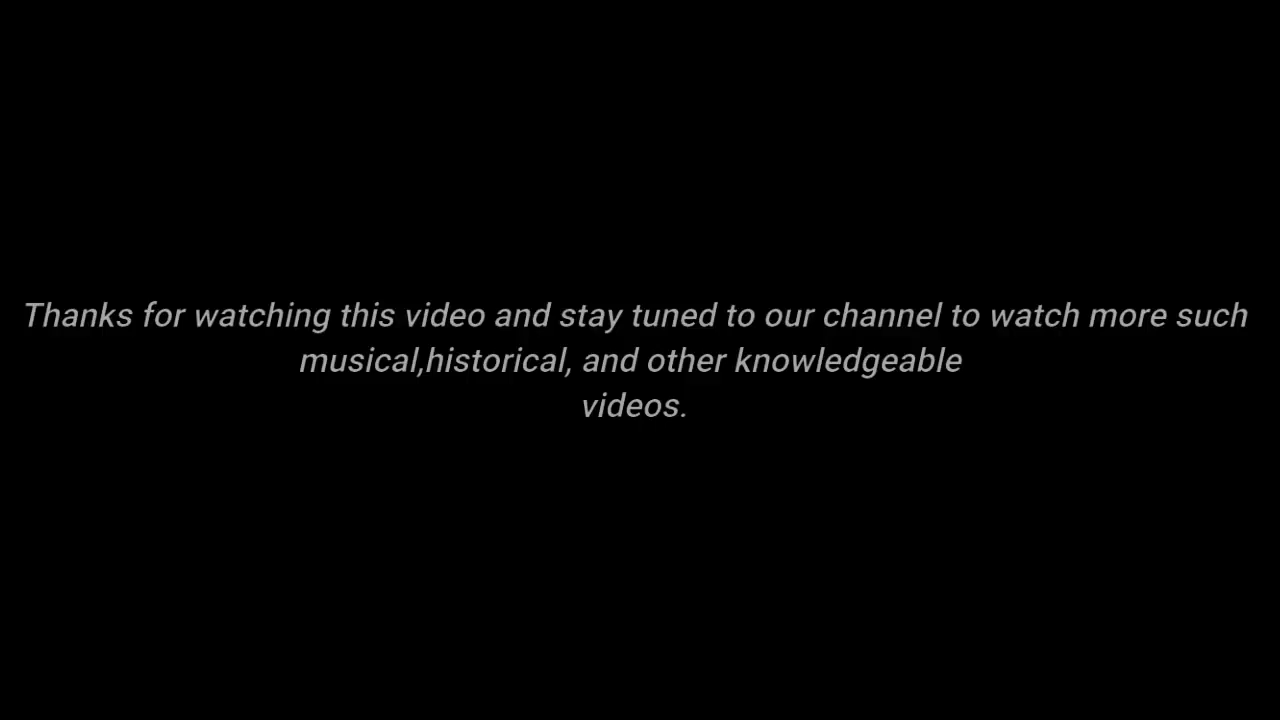 Thanks for watching this video and stay tuned to our channel to watch more such
musical,historical, and other knowledgeable
videos.